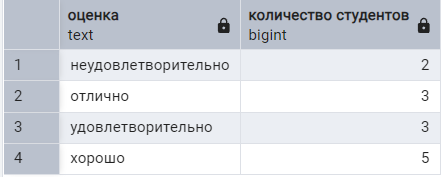 оценка количество студентов
text bigint
1 неудовлетворительно 2
2 отлично 3
3 удовлетворительно 3
4 хорошо 5